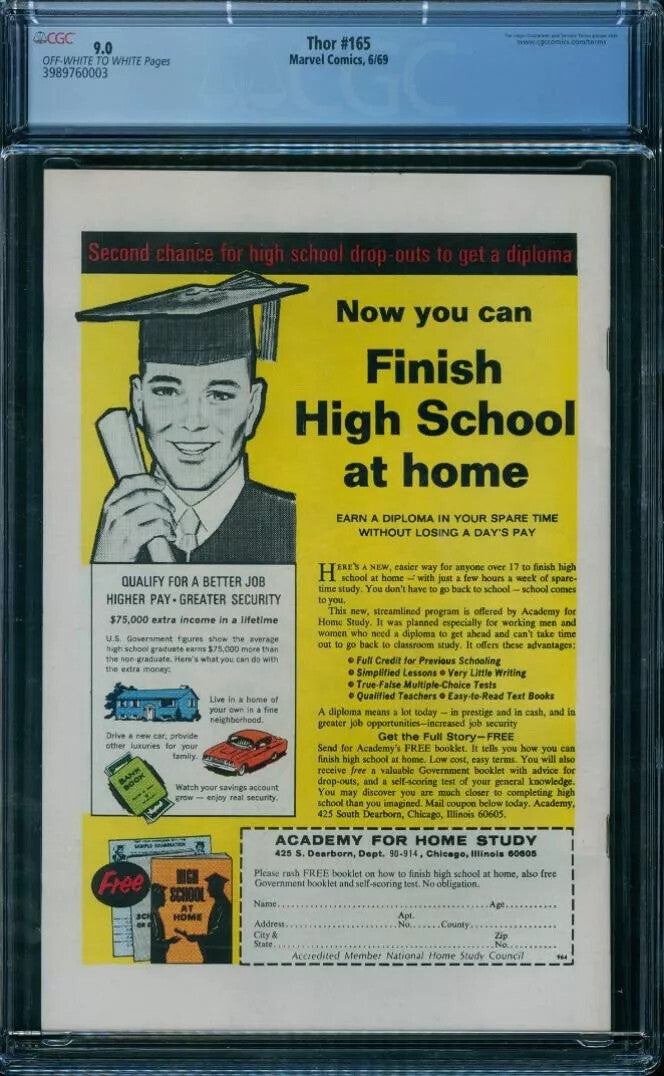 CGC
9.0
OFF-WHITE TO WHITE Pages
3989760003
Thor #165
Marvel Comics, 6/69
www.cgccomics.com/terms
CGC
Second chance for high school drop-outs to get a diploma
Now you can
Finish
High School
at home
EARN A DIPLOMA IN YOUR SPARE TIME
WITHOUT LOSING A DAY'S PAY
HERE'S A NEW, easier way for anyone over 17 to finish high
school at home — with just a few hours a week of spare-
time study. You don't have to go back to school — school comes
to you.
This new, streamlined program is offered by Academy for
Home Study. It was planned especially for working men and
women who need a diploma to get ahead and can't take time
out to go back to classroom study. It offers these advantages:
Full Credit for Previous Schooling
Simplified Lessons • Very Little Writing
True-False Multiple-Choice Tests
Qualified Teachers • Easy-to-Read Text Books
A diploma means a lot today — in prestige and in cash, and in
greater job opportunities—increased job security
Get the Full Story—FREE
Send for Academy's FREE booklet. It tells you how you can
finish high school at home. Low cost, easy terms. You will also
receive free a valuable Government booklet with advice for
drop-outs, and a self-scoring test of your general knowledge.
You may discover you are much closer to completing high
school than you imagined. Mail coupon below today. Academy,
425 South Dearborn, Chicago, Illinois 60605.
QUALIFY FOR A BETTER JOB
HIGHER PAY • GREATER SECURITY
$75,000 extra income in a lifetime
U.S. Government figures show the average
high school graduate earns $75,000 more than
the non-graduate. Here's what you can do with
the extra money:
Live in a home of
your own in a fine
neighborhood.
Drive a new car, provide
other luxuries for your
family.
BANK
BOOK
Watch your savings account
grow — enjoy real security.
Free
SAMPLE EXAMINATION
HIGH
SCHOOL
AT
HOME
ACADEMY FOR HOME STUDY
425 S. Dearborn, Dept. 90-914, Chicago, Illinois 60605
Please rush FREE booklet on how to finish high school at home, also free
Government booklet and self-scoring test. No obligation.
Name Age
Address Apt. No. County
City & State Zip No.
Accredited Member National Home Study Council 964